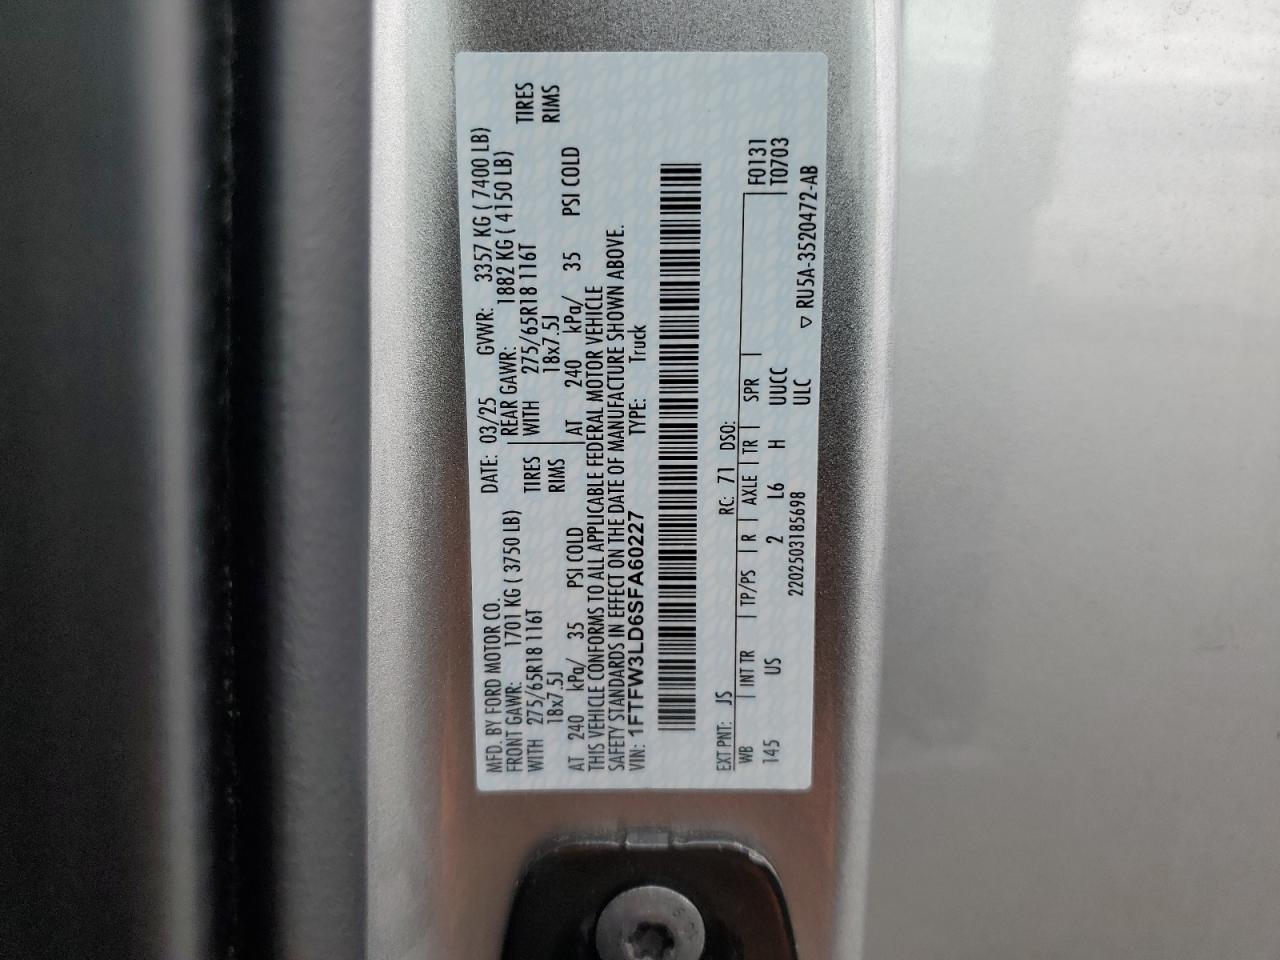 MFD. BY FORD MOTOR CO. DATE: 03/25 GVWR: 3357 KG ( 7400 LB)
FRONT GAWR: 1701 KG ( 3750 LB) REAR GAWR: 1882 KG ( 4150 LB)
WITH 275/65R18 116T TIRES WITH 275/65R18 116T TIRES
18x7.5J RIMS 18x7.5J RIMS
AT 240 kPa/ 35 PSI COLD AT 240 kPa/ 35 PSI COLD
THIS VEHICLE CONFORMS TO ALL APPLICABLE FEDERAL MOTOR VEHICLE
SAFETY STANDARDS IN EFFECT ON THE DATE OF MANUFACTURE SHOWN ABOVE.
VIN: 1FTFW3LD6SFA60227 TYPE: Truck
EXT PNT: JS RC: 71 DSO:
WB | INT TR | TP/PS | R | AXLE | TR | SPR | F0131
145 US 2 L6 H UUCC T0703
2202503185698 ULC ▽ RU5A-3520472-AB